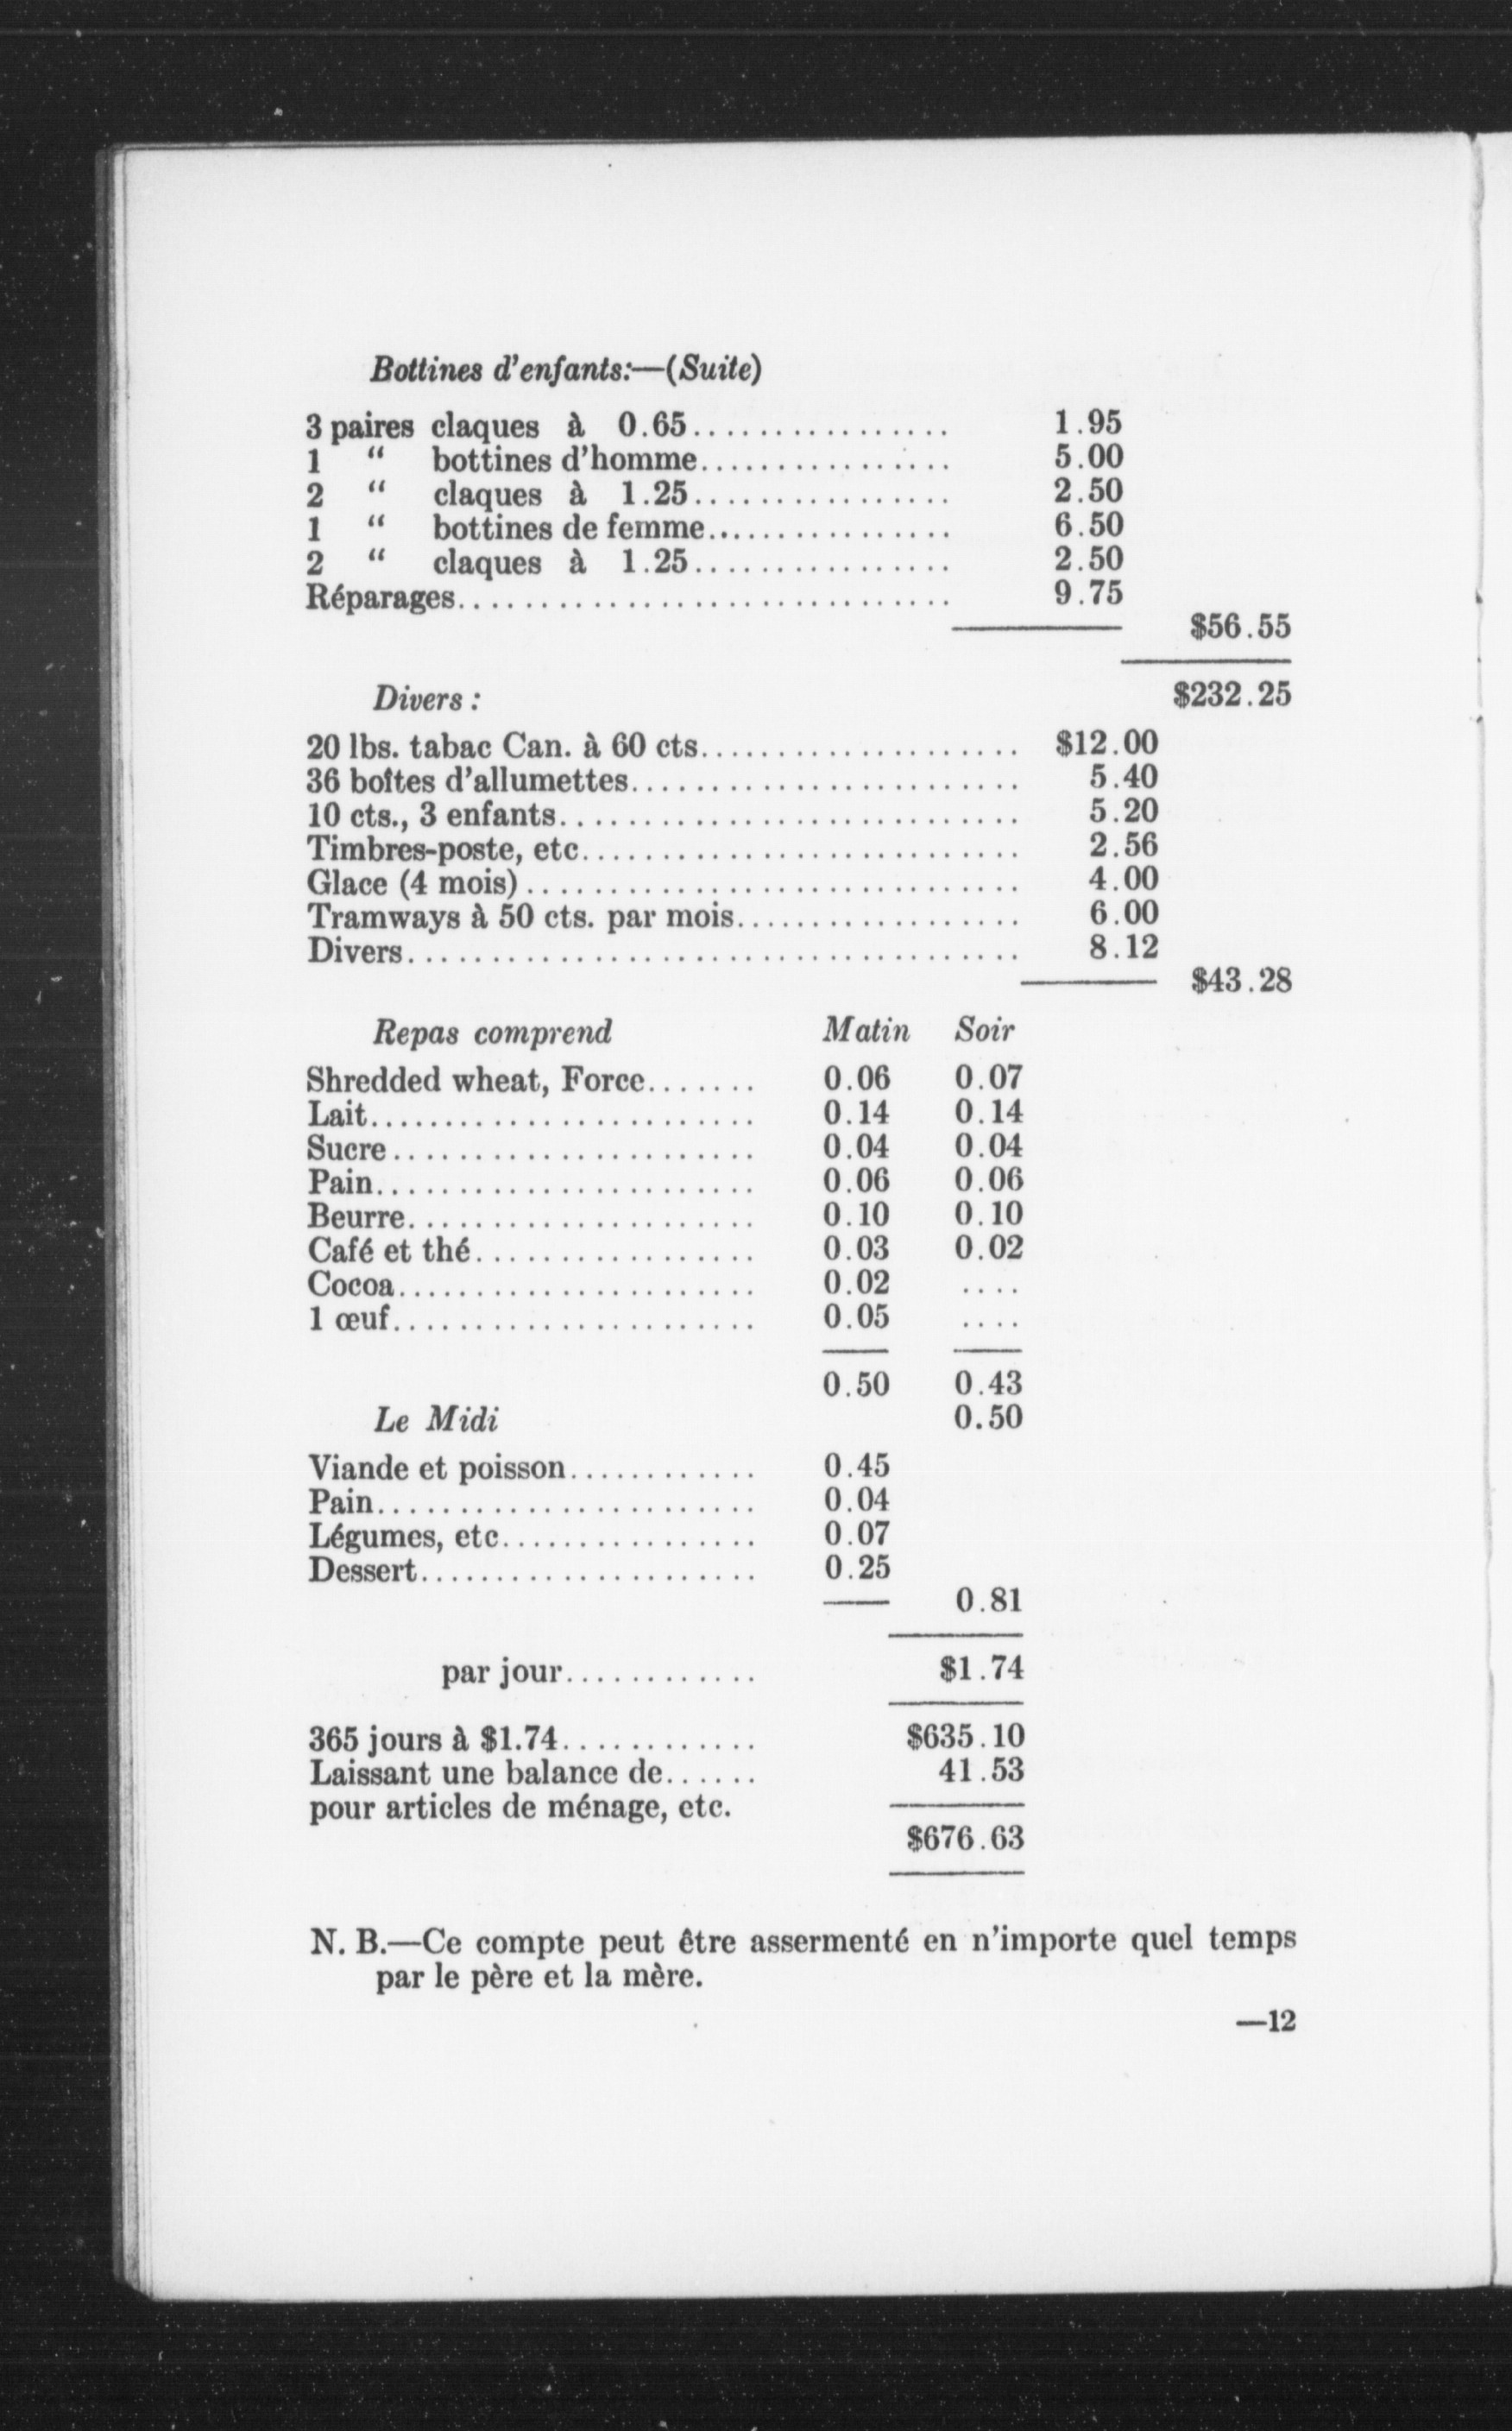 Bottines d'enfants:—(Suite)
3 paires claques à 0.65................ 1.95
1 “ bottines d'homme................ 5.00
2 “ claques à 1.25................ 2.50
1 “ bottines de femme................ 6.50
2 “ claques à 1.25................ 2.50
Réparages.............................. 9.75
$56.55
Divers: $232.25
20 lbs. tabac Can. à 60 cts.................... $12.00
36 boîtes d'allumettes........................ 5.40
10 cts., 3 enfants............................ 5.20
Timbres-poste, etc........................... 2.56
Glace (4 mois).............................. 4.00
Tramways à 50 cts. par mois.................. 6.00
Divers...................................... 8.12
$43.28
Repas comprend Matin Soir
Shredded wheat, Force....... 0.06 0.07
Lait........................ 0.14 0.14
Sucre...................... 0.04 0.04
Pain....................... 0.06 0.06
Beurre..................... 0.10 0.10
Café et thé................. 0.03 0.02
Cocoa...................... 0.02 ....
1 œuf...................... 0.05 ....
0.50 0.43
Le Midi 0.50
Viande et poisson............ 0.45
Pain....................... 0.04
Légumes, etc................ 0.07
Dessert..................... 0.25
0.81
par jour............ $1.74
365 jours à $1.74............ $635.10
Laissant une balance de...... 41.53
pour articles de ménage, etc.
$676.63
N. B.—Ce compte peut être assermenté en n'importe quel temps
par le père et la mère.
—12